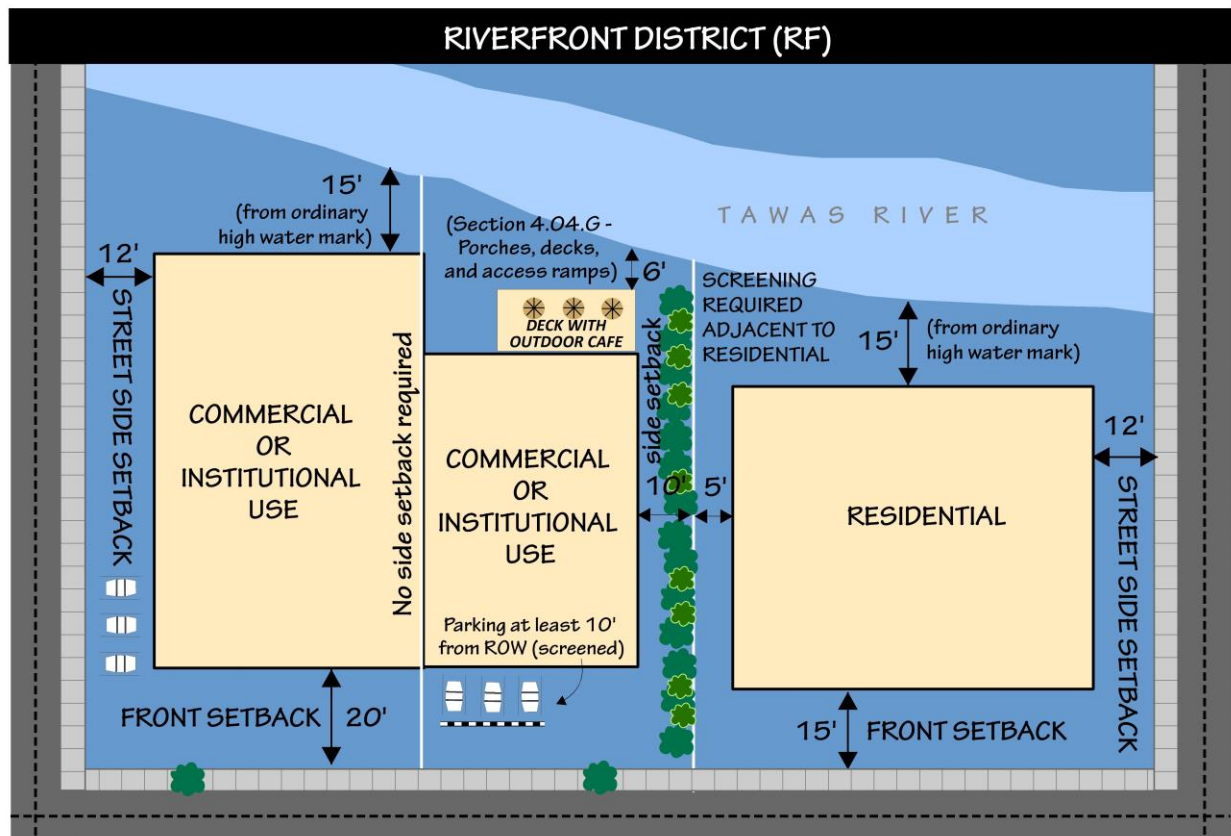 RIVERFRONT DISTRICT (RF)
TAWAS RIVER
15'
(from ordinary
high water mark)
12'
STREET SIDE SETBACK
COMMERCIAL
OR
INSTITUTIONAL
USE
No side setback required
(Section 4.04.G -
Porches, decks,
and access ramps)
6'
DECK WITH
OUTDOOR CAFE
COMMERCIAL
OR
INSTITUTIONAL
USE
Parking at least 10'
from ROW (screened)
side setback
10'
SCREENING
REQUIRED
ADJACENT TO
RESIDENTIAL
5'
15'
(from ordinary
high water mark)
RESIDENTIAL
12'
STREET SIDE SETBACK
FRONT SETBACK
20'
15'
FRONT SETBACK